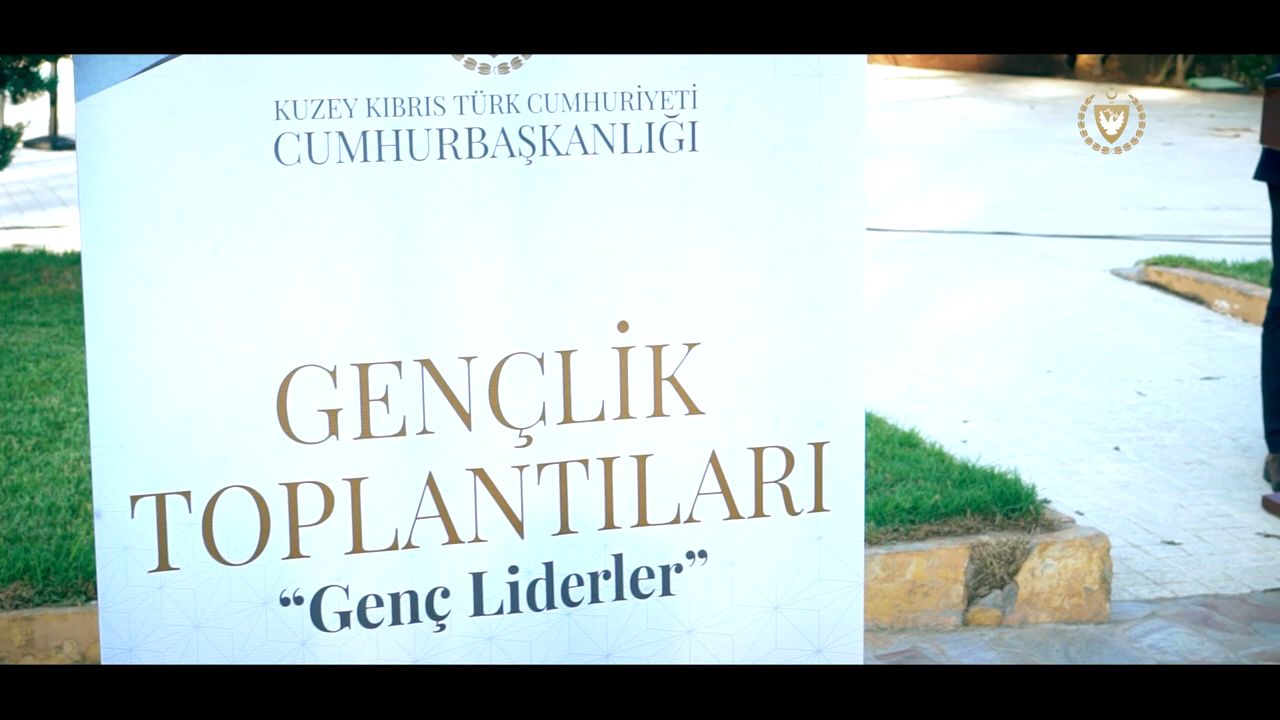 KUZEY KIBRIS TÜRK CUMHURİYETİ
CUMHURBAŞKANLIĞI
GENÇLİK
TOPLANTILARI
“Genç Liderler”